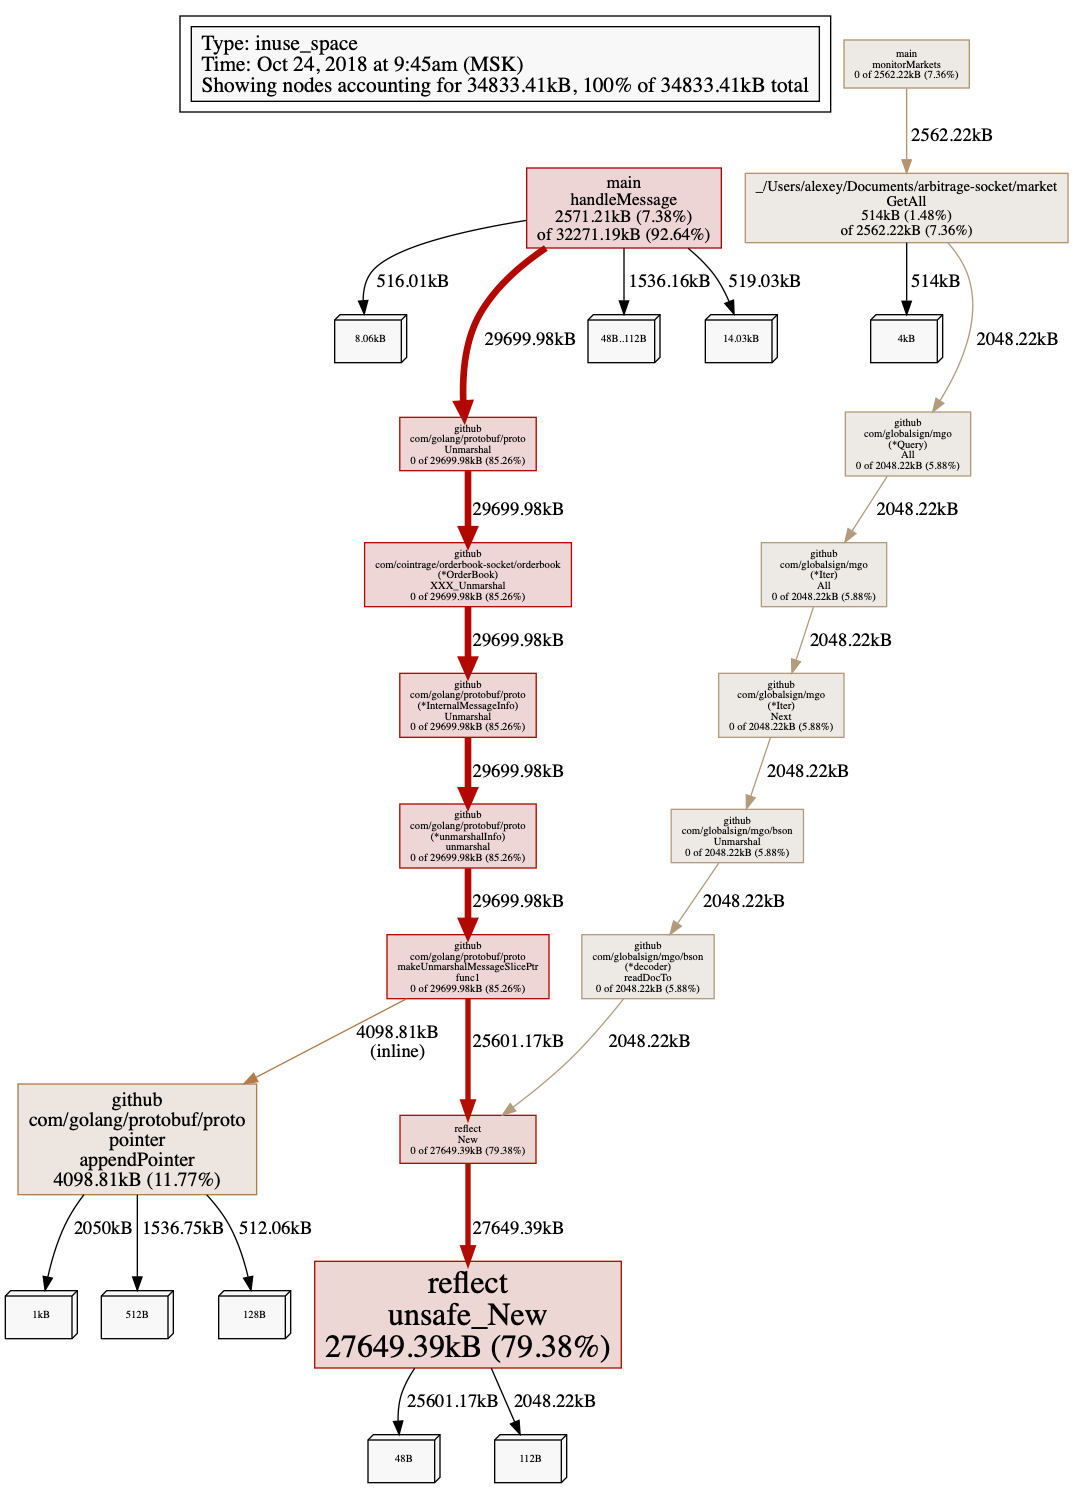 Type: inuse_space
Time: Oct 24, 2018 at 9:45am (MSK)
Showing nodes accounting for 34833.41kB, 100% of 34833.41kB total
main
monitorMarkets
0 of 2562.22kB (7.36%)
2562.22kB
main
handleMessage
2571.21kB (7.38%)
of 32271.19kB (92.64%)
_/Users/alexey/Documents/arbitrage-socket/market
GetAll
514kB (1.48%)
of 2562.22kB (7.36%)
516.01kB
1536.16kB
519.03kB
514kB
8.06kB
29699.98kB
48B..112B
14.03kB
4kB
2048.22kB
github
com/golang/protobuf/proto
Unmarshal
0 of 29699.98kB (85.26%)
github
com/globalsign/mgo
(*Query)
All
0 of 2048.22kB (5.88%)
29699.98kB
2048.22kB
github
com/cointrage/orderbook-socket/orderbook
(*OrderBook)
XXX_Unmarshal
0 of 29699.98kB (85.26%)
github
com/globalsign/mgo
(*Iter)
All
0 of 2048.22kB (5.88%)
29699.98kB
2048.22kB
github
com/golang/protobuf/proto
(*InternalMessageInfo)
Unmarshal
0 of 29699.98kB (85.26%)
github
com/globalsign/mgo
(*Iter)
Next
0 of 2048.22kB (5.88%)
29699.98kB
2048.22kB
github
com/golang/protobuf/proto
(*unmarshalInfo)
unmarshal
0 of 29699.98kB (85.26%)
github
com/globalsign/mgo/bson
Unmarshal
0 of 2048.22kB (5.88%)
29699.98kB
2048.22kB
github
com/golang/protobuf/proto
makeUnmarshalMessageSlicePtr
func1
0 of 29699.98kB (85.26%)
github
com/globalsign/mgo/bson
(*decoder)
readDocTo
0 of 2048.22kB (5.88%)
4098.81kB
(inline)
25601.17kB
2048.22kB
github
com/golang/protobuf/proto
pointer
appendPointer
4098.81kB (11.77%)
reflect
New
0 of 27649.39kB (79.38%)
2050kB
1536.75kB
512.06kB
27649.39kB
1kB
512B
128B
reflect
unsafe_New
27649.39kB (79.38%)
25601.17kB
2048.22kB
48B
112B